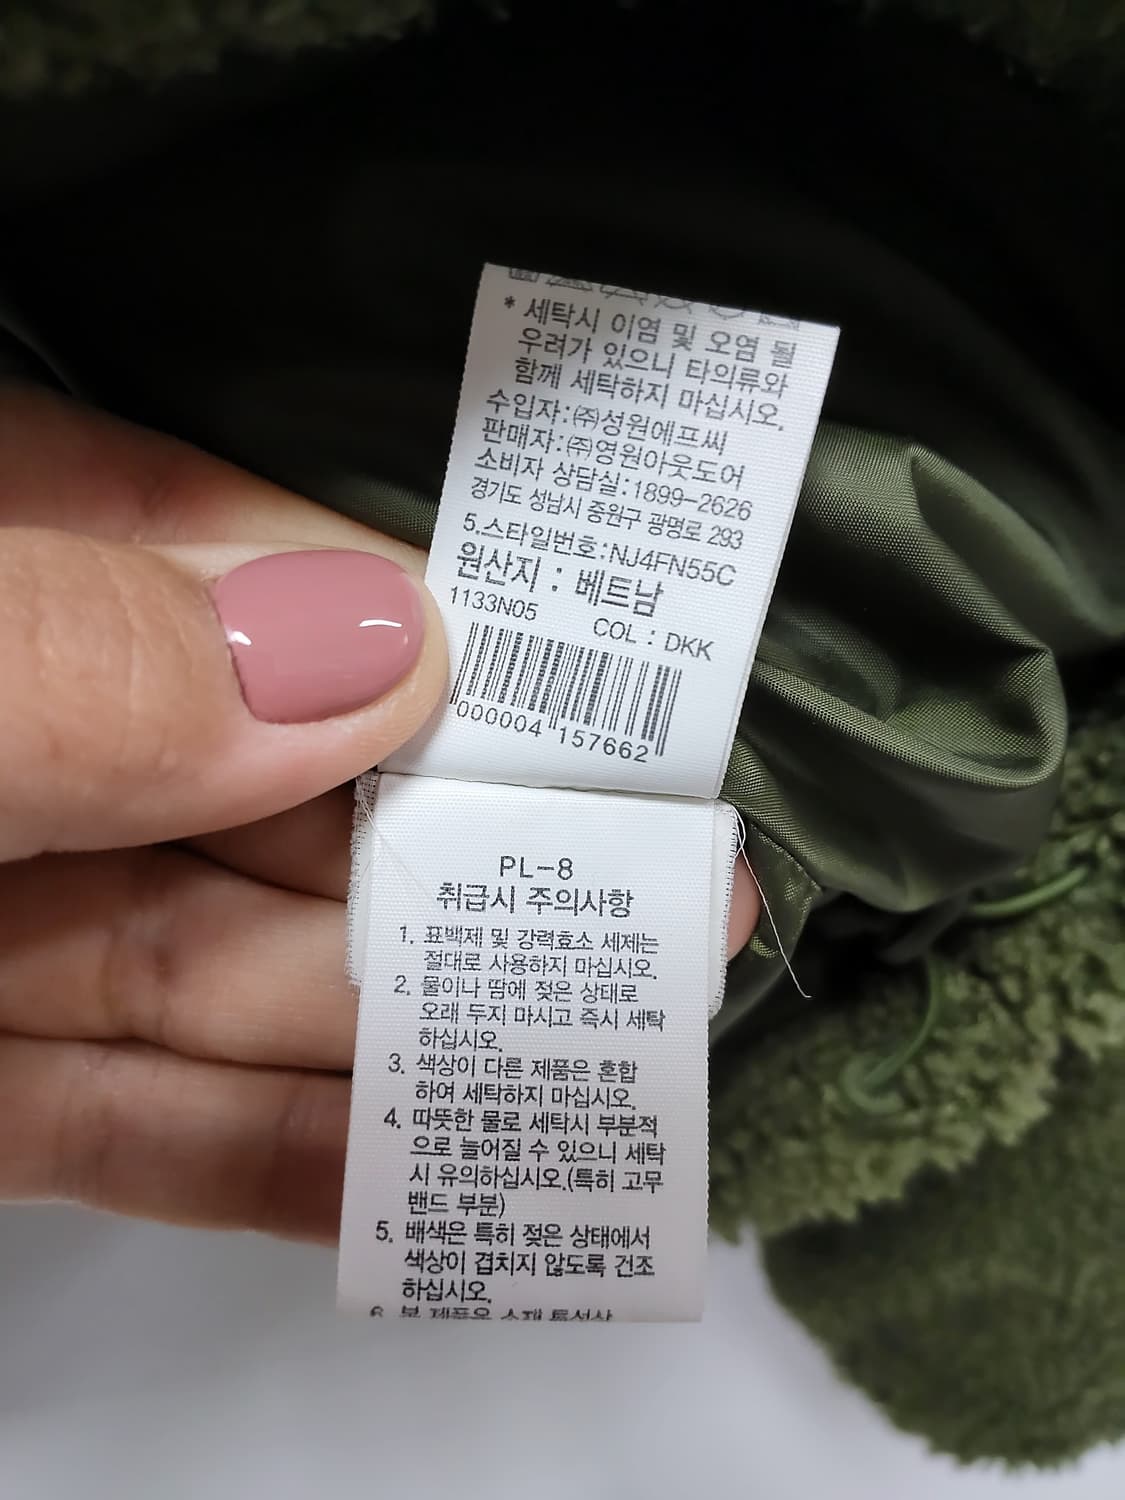 * 세탁시 이염 및 오염 될
우려가 있으니 타의류와
함께 세탁하지 마십시오.
수입자:㈜성원에프씨
판매자:㈜영원아웃도어
소비자 상담실:1899-2626
경기도 성남시 중원구 광명로 293
5.스타일번호:NJ4FN55C
원산지 : 베트남
1133N05 COL : DKK
000004 157662
PL-8
취급시 주의사항
1. 표백제 및 강력효소 세제는
절대로 사용하지 마십시오.
2. 물이나 땀에 젖은 상태로
오래 두지 마시고 즉시 세탁
하십시오.
3. 색상이 다른 제품은 혼합
하여 세탁하지 마십시오.
4. 따뜻한 물로 세탁시 부분적
으로 늘어질 수 있으니 세탁
시 유의하십시오.(특히 고무
밴드 부분)
5. 배색은 특히 젖은 상태에서
색상이 겹치지 않도록 건조
하십시오.
6. 본 제품은 소재 특성상